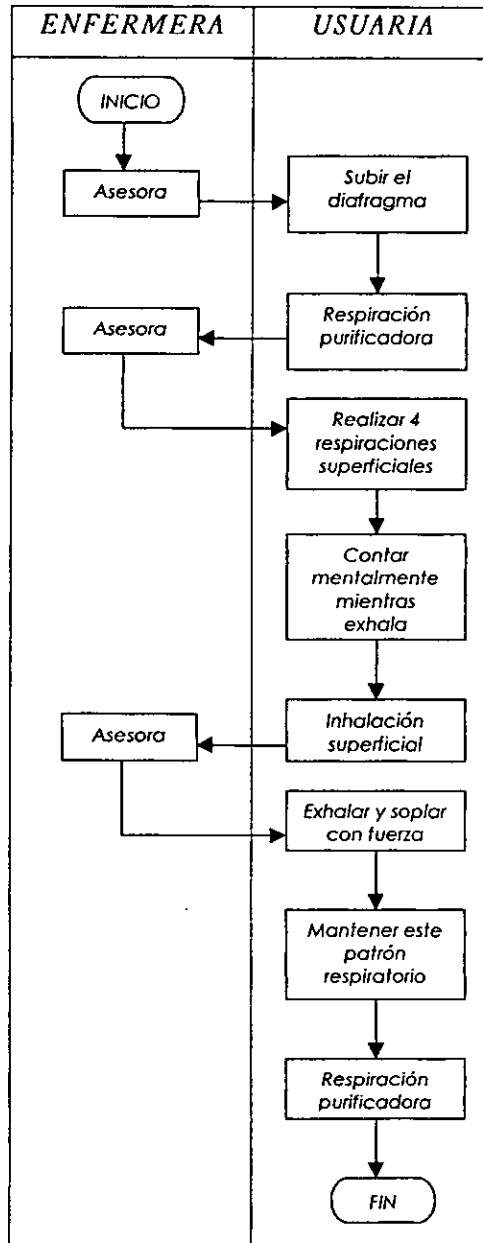 ENFERMERA
USUARIA
INICIO
Asesora
Subir el
diafragma
Respiración
purificadora
Asesora
Realizar 4
respiraciones
superficiales
Contar
mentalmente
mientras
exhala
Inhalación
superficial
Asesora
Exhalar y soplar
con fuerza
Mantener este
patrón
respiratorio
Respiración
purificadora
FIN